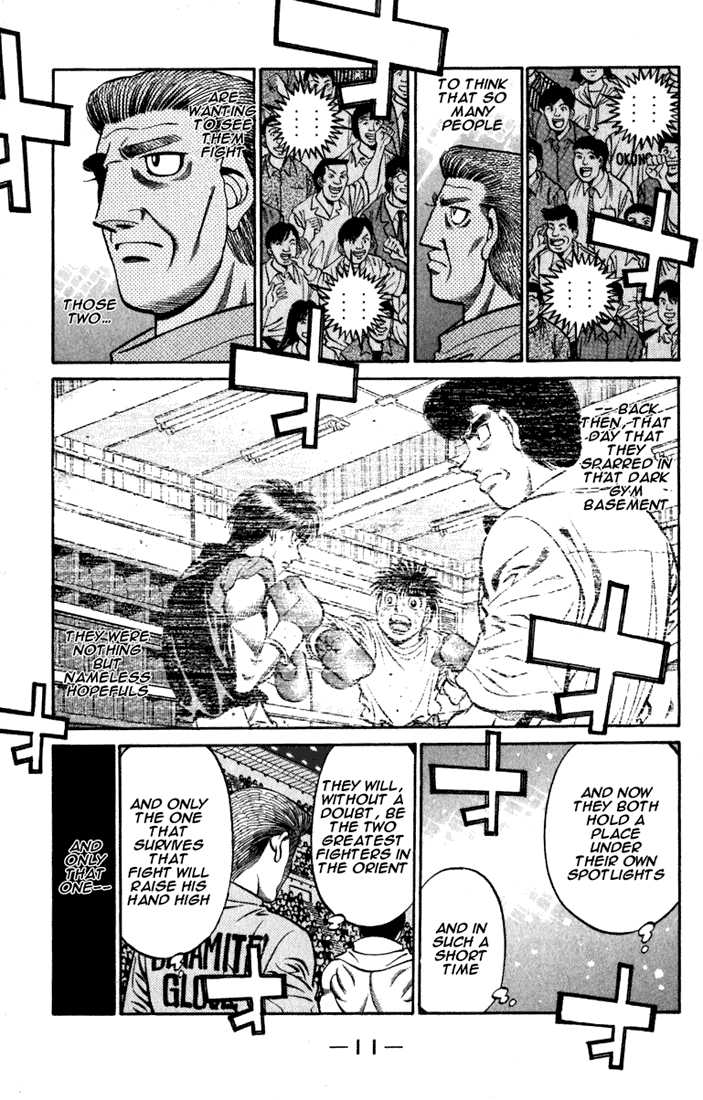 TO THINK
THAT SO
MANY
PEOPLE
ARE
WANTING
TO SEE
THEM
FIGHT
THOSE
TWO...
-- BACK
THEN, THAT
DAY THAT
THEY
SPARRED IN
THAT DARK
GYM
BASEMENT
THEY WERE
NOTHING
BUT
NAMELESS
HOPEFULS
AND NOW
THEY BOTH
HOLD A
PLACE
UNDER
THEIR OWN
SPOTLIGHTS
AND IN
SUCH A
SHORT
TIME
THEY WILL,
WITHOUT A
DOUBT, BE
THE TWO
GREATEST
FIGHTERS IN
THE ORIENT
AND ONLY
THE ONE
THAT
SURVIVES
THAT
FIGHT WILL
RAISE HIS
HAND HIGH
AND
ONLY
THAT
ONE--
—11—